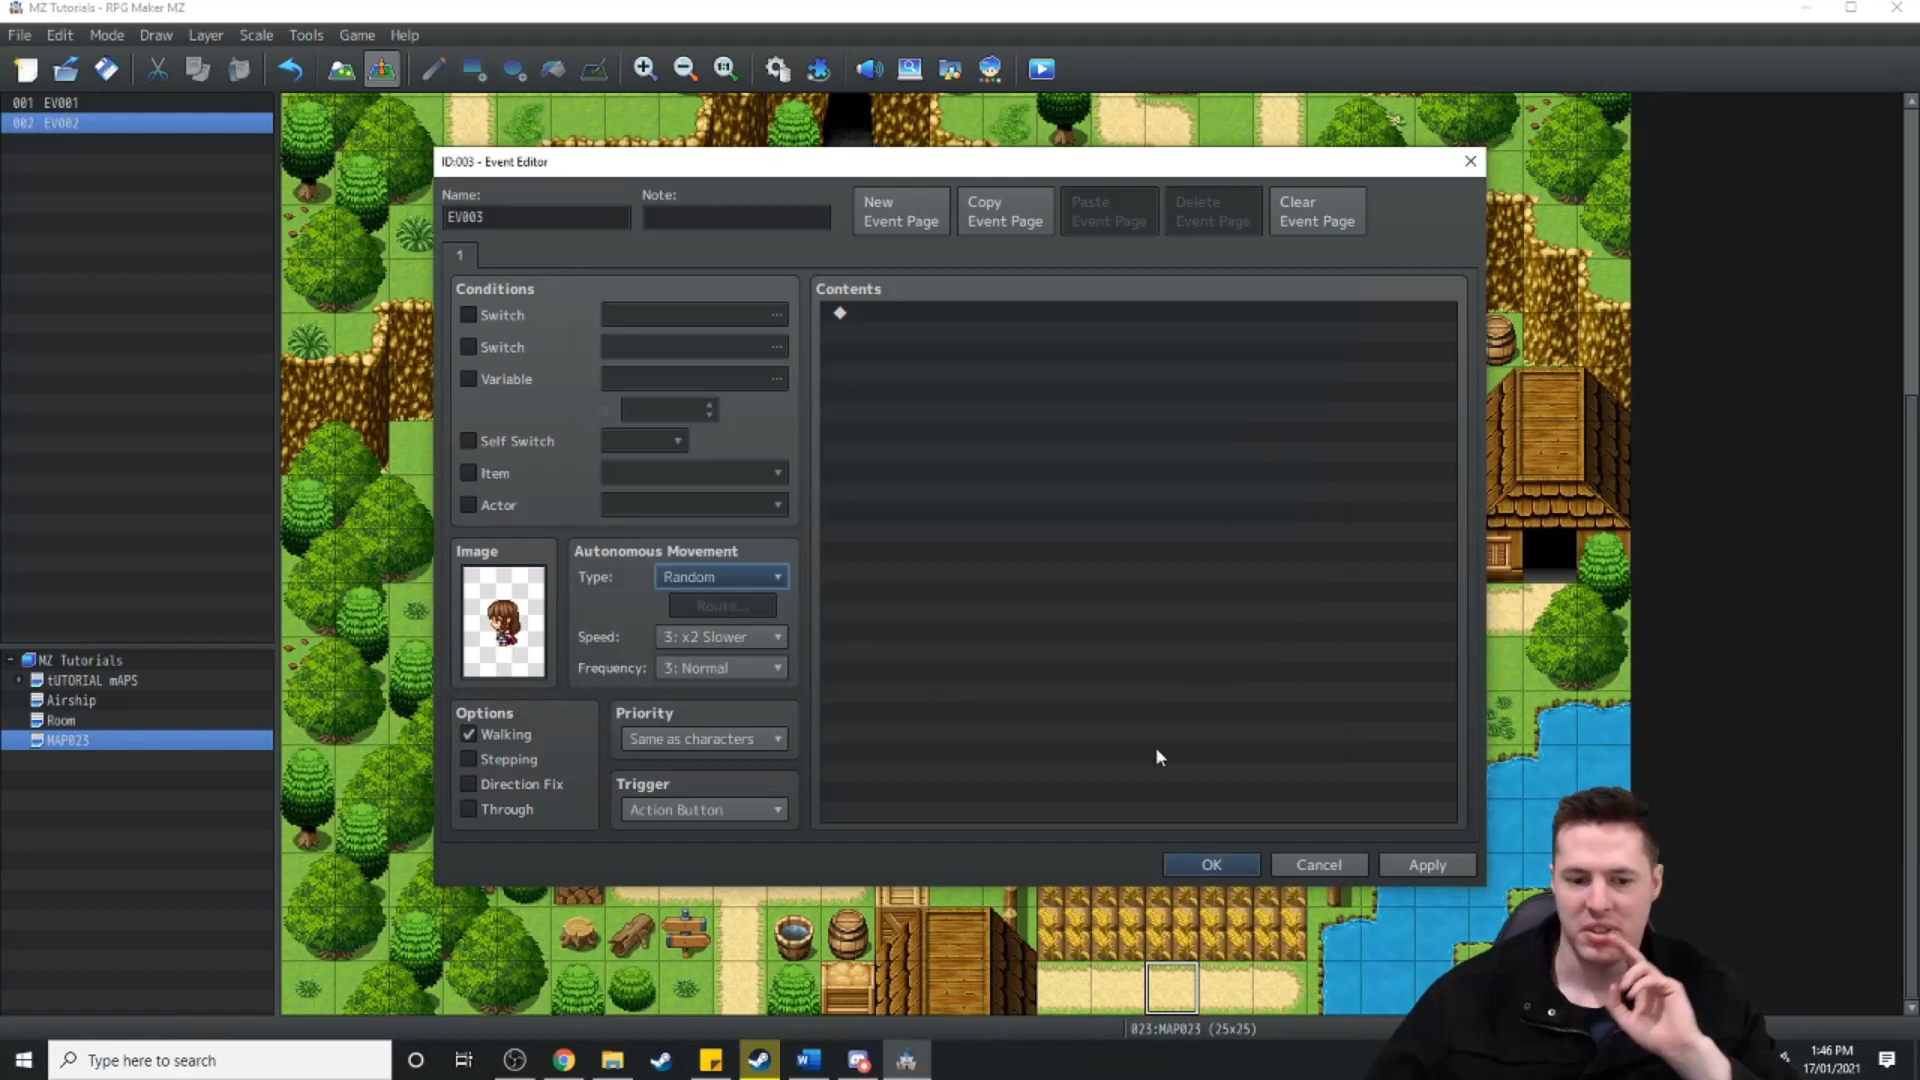 MZ Tutorials - RPG Maker MZ
File Edit Mode Draw Layer Scale Tools Game Help
1:1
001 EV001
002 EV002
ID:003 - Event Editor
Name: Note:
EV003
New Event Page
Copy Event Page
Paste Event Page
Delete Event Page
Clear Event Page
1
Conditions
Switch ...
Switch ...
Variable ...
Self Switch
Item
Actor
Image
Autonomous Movement
Type: Random
Route...
Speed: 3: x2 Slower
Frequency: 3: Normal
Options
Walking
Stepping
Direction Fix
Through
Priority
Same as characters
Trigger
Action Button
Contents
OK Cancel Apply
MZ Tutorials
tUTORIAL mAPS
Airship
Room
MAP023
023:MAP023 (25x25)
Type here to search
1:46 PM
17/01/2021